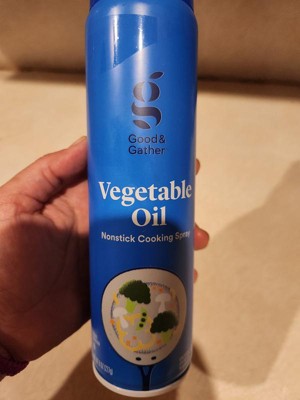 g
Good&
Gather
Vegetable
Oil
Nonstick Cooking Spray